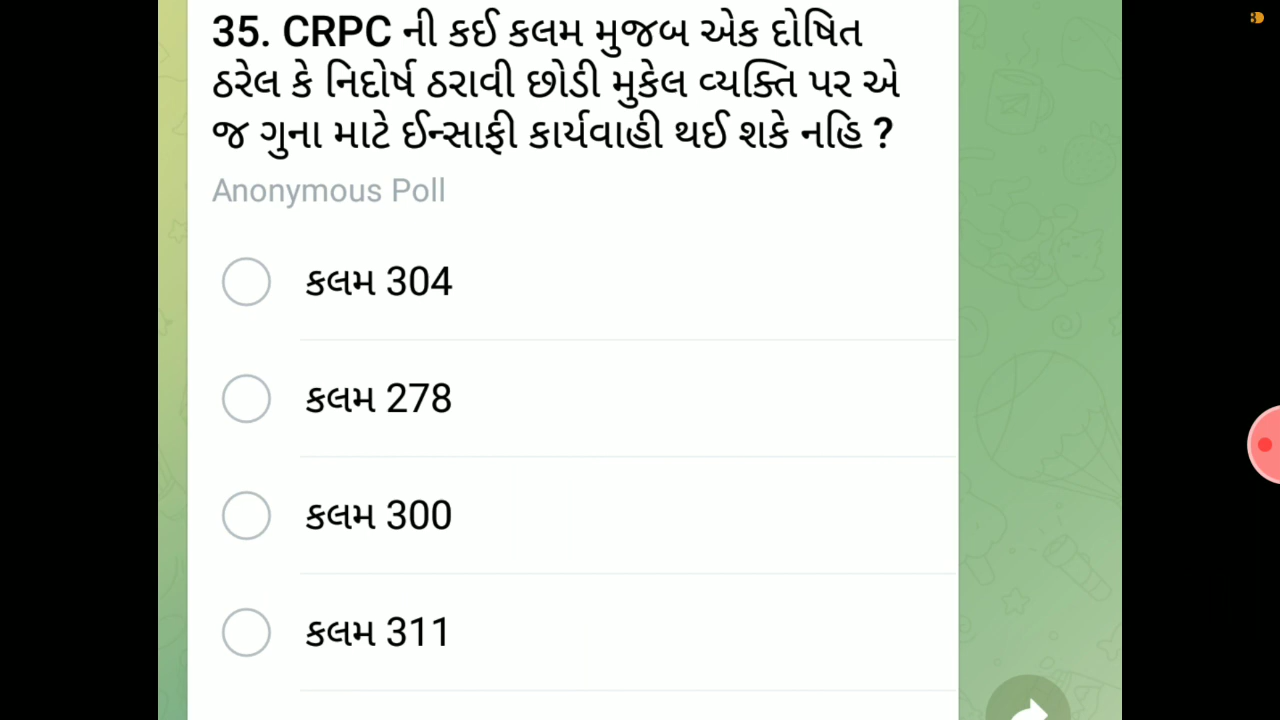 35. CRPC ની કઈ કલમ મુજબ એક દોષિત
ઠરેલ કે નિદોર્ષ ઠરાવી છોડી મુકેલ વ્યક્તિ પર એ
જ ગુના માટે ઈન્સાફી કાર્યવાહી થઈ શકે નહિ ?
Anonymous Poll
કલમ 304
કલમ 278
કલમ 300
કલમ 311